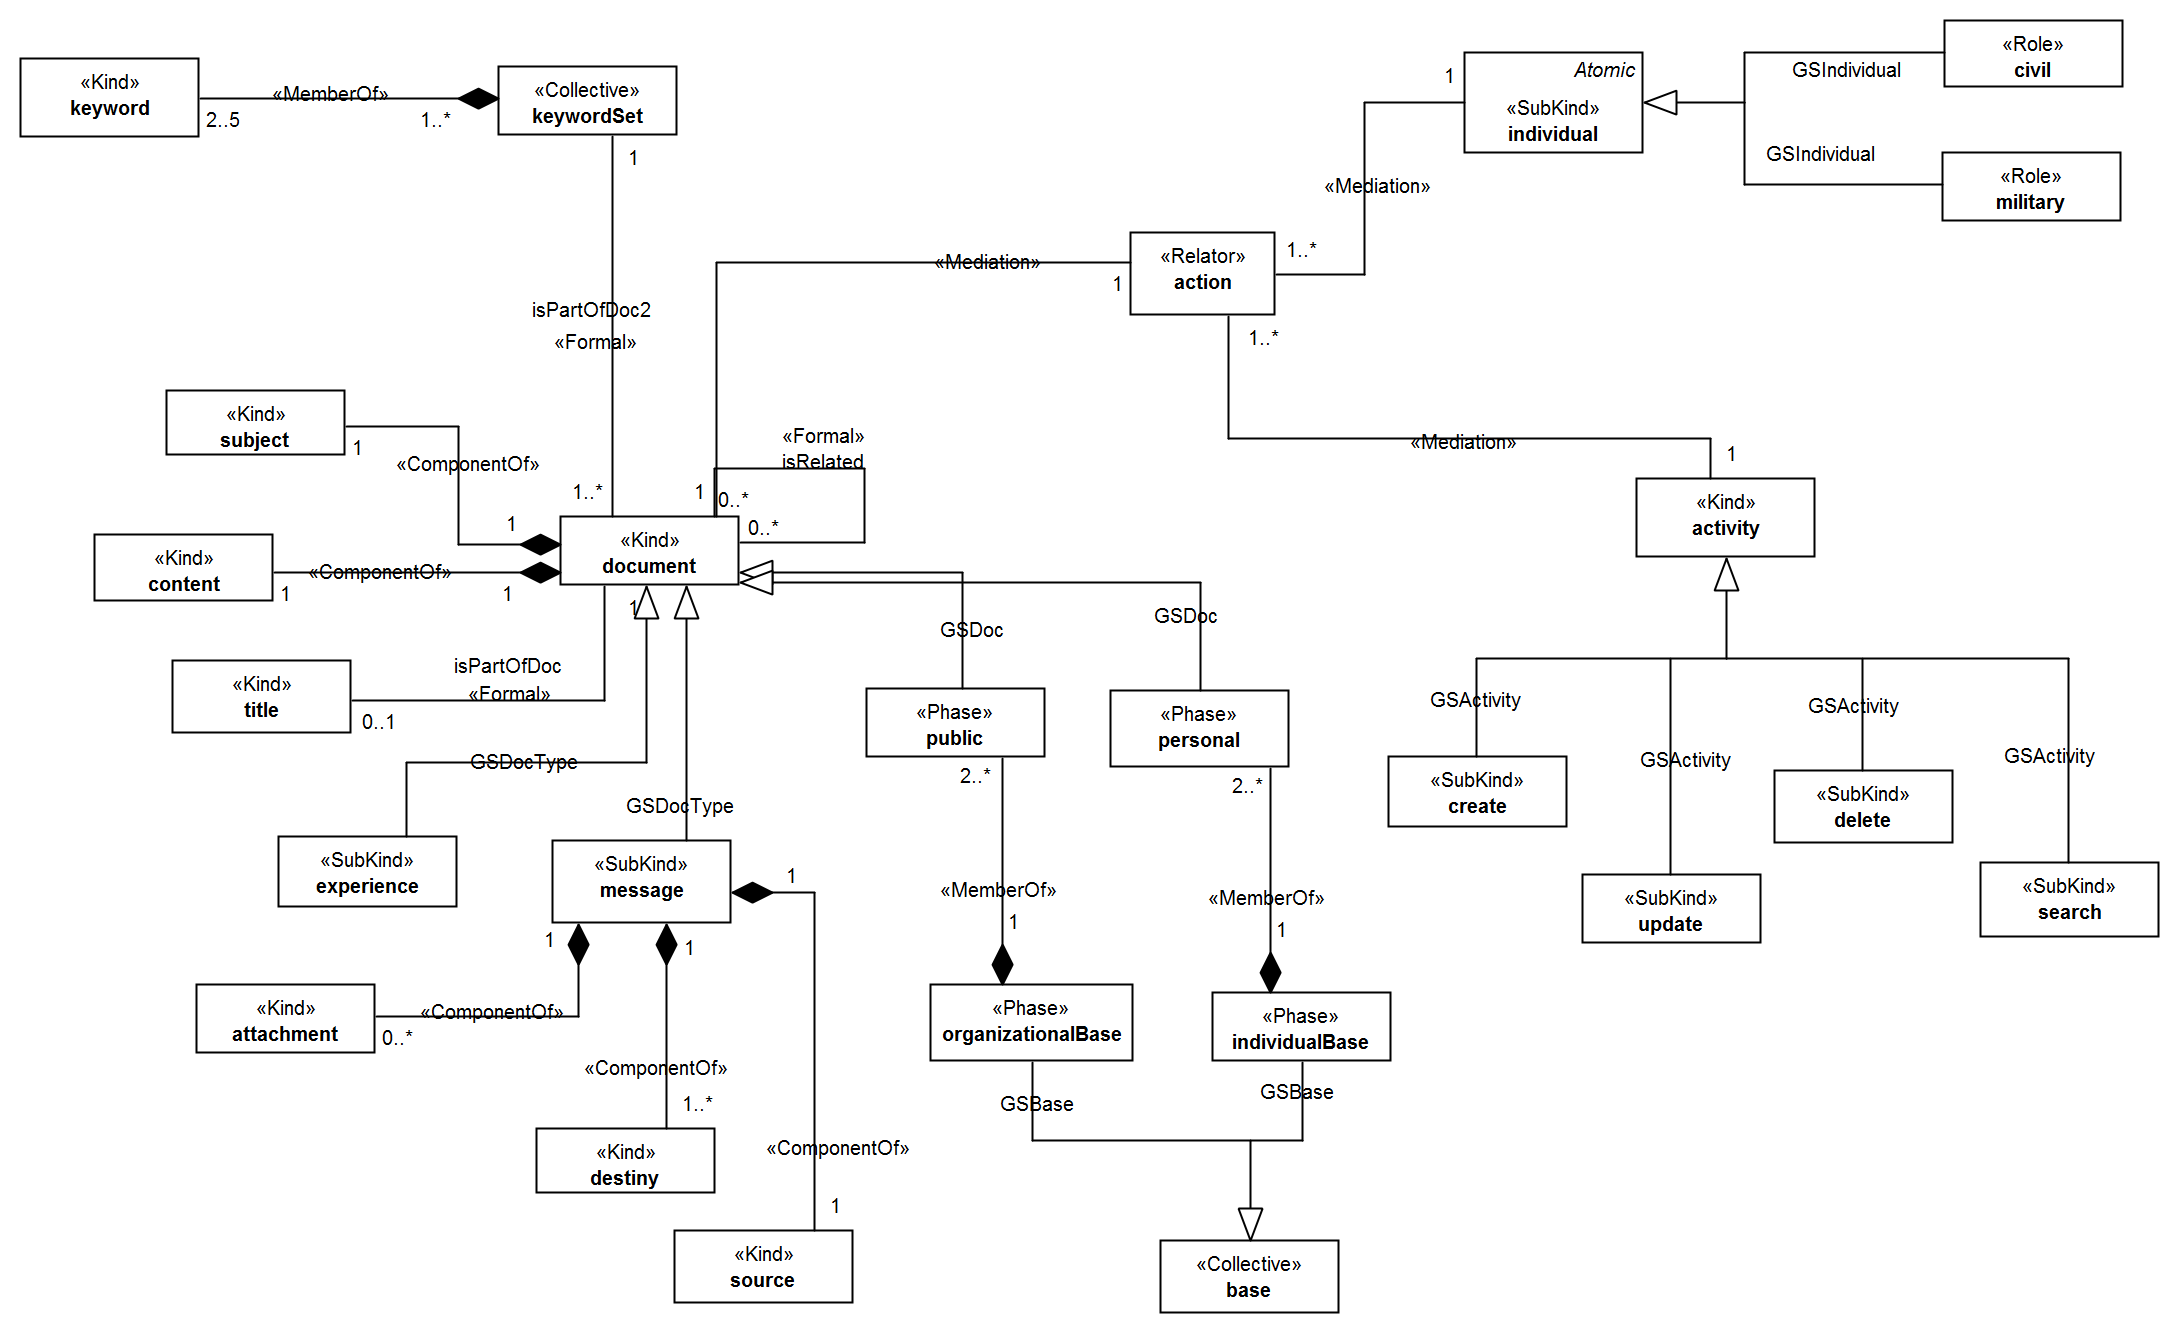 «Kind»
keyword
«MemberOf»
2..5
1..*
«Collective»
keywordSet
1
Atomic
«SubKind»
individual
1
GSIndividual
«Role»
civil
GSIndividual
«Role»
military
«Mediation»
1..*
«Relator»
action
«Mediation»
1
1..*
isPartOfDoc2
«Formal»
«Kind»
subject
1
«ComponentOf»
1
1..*
1
«Formal»
isRelated
0..*
0..*
«Mediation»
1
«Kind»
activity
«Kind»
document
«Kind»
content
1
«ComponentOf»
1
1
isPartOfDoc
«Formal»
«Kind»
title
0..1
GSDoc
GSDoc
«Phase»
public
2..*
«Phase»
personal
2..*
GSActivity
GSActivity
GSActivity
GSActivity
«SubKind»
create
«SubKind»
delete
«SubKind»
update
«SubKind»
search
GSDocType
GSDocType
«SubKind»
experience
«SubKind»
message
1
1
1
«MemberOf»
1
«MemberOf»
1
«Kind»
attachment
0..*
«ComponentOf»
«ComponentOf»
1..*
«Kind»
destiny
«ComponentOf»
1
«Kind»
source
«Phase»
organizationalBase
«Phase»
individualBase
GSBase
GSBase
«Collective»
base